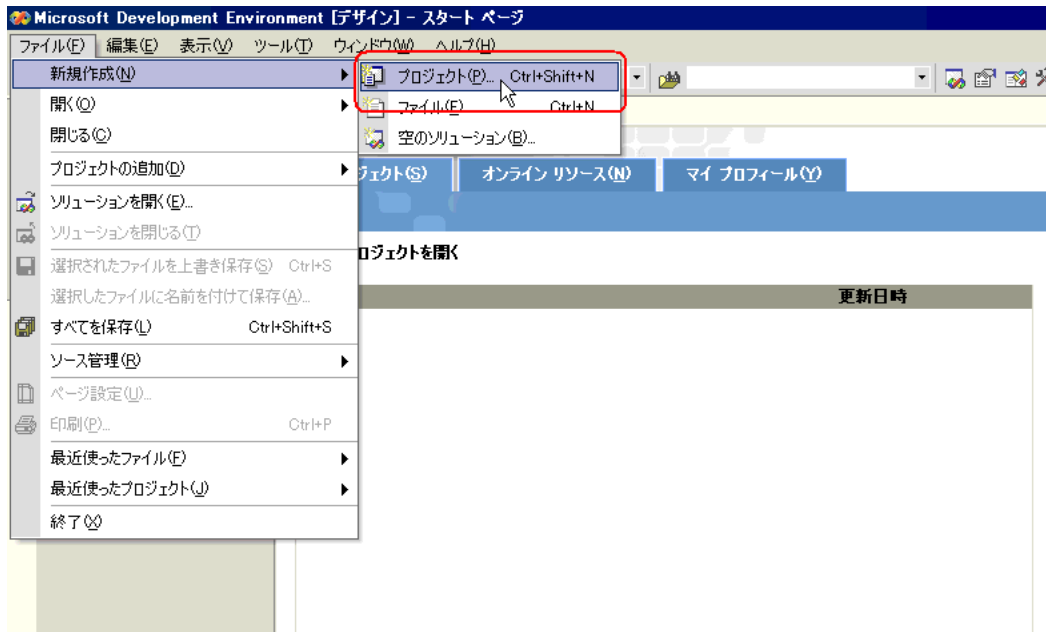 Microsoft Development Environment [デザイン] - スタート ページ
ファイル(F) 編集(E) 表示(V) ツール(T) ウィンドウ(W) ヘルプ(H)
新規作成(N)
開く(O)
閉じる(C)
プロジェクトの追加(D)
ソリューションを開く(E)...
ソリューションを閉じる(T)
選択されたファイルを上書き保存(S) Ctrl+S
選択したファイルに名前を付けて保存(A)...
すべてを保存(L) Ctrl+Shift+S
ソース管理(R)
ページ設定(U)...
印刷(P)... Ctrl+P
最近使ったファイル(F)
最近使ったプロジェクト(J)
終了(X)
プロジェクト(P)... Ctrl+Shift+N
ファイル(F) Ctrl+N
空のソリューション(B)...
ジェクト(S) オンライン リソース(N) マイ プロフィール(Y)
ロジェクトを開く
更新日時